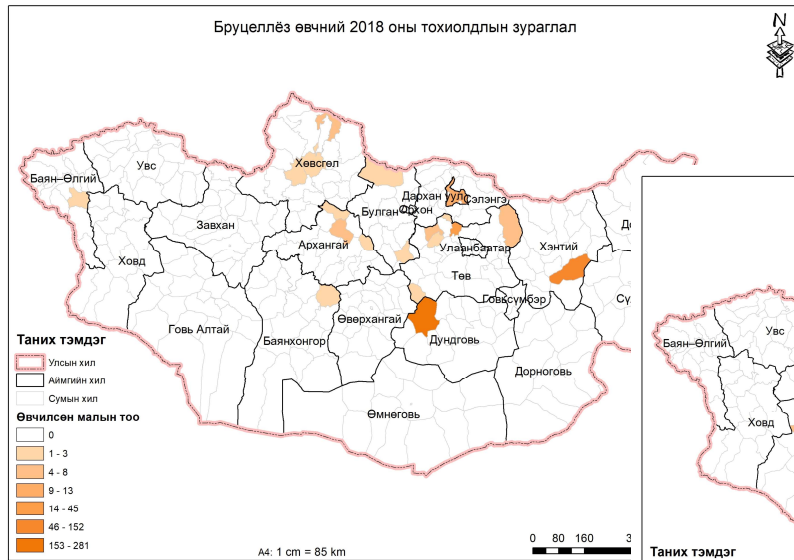 Бруцеллёз өвчний 2018 оны тохиолдлын зураглал
N
Хөвсгөл
Увс
Баян–Өлгий
Дархан уул
Сэлэнгэ
Булган
Орхон
Завхан
Архангай
Улаанбаатар
Хэнтий
Ховд
Төв
Говьсүмбэр
Говь Алтай
Өвөрхангай
Баянхонгор
Дундговь
Дорноговь
Өмнөговь
Таних тэмдэг
Улсын хил
Аймгийн хил
Сумын хил
Өвчилсөн малын тоо
0
1 - 3
4 - 8
9 - 13
14 - 45
46 - 152
153 - 281
A4: 1 cm = 85 km
0 80 160
Увс
Баян–Өлгий
Ховд
Таних тэмдэг